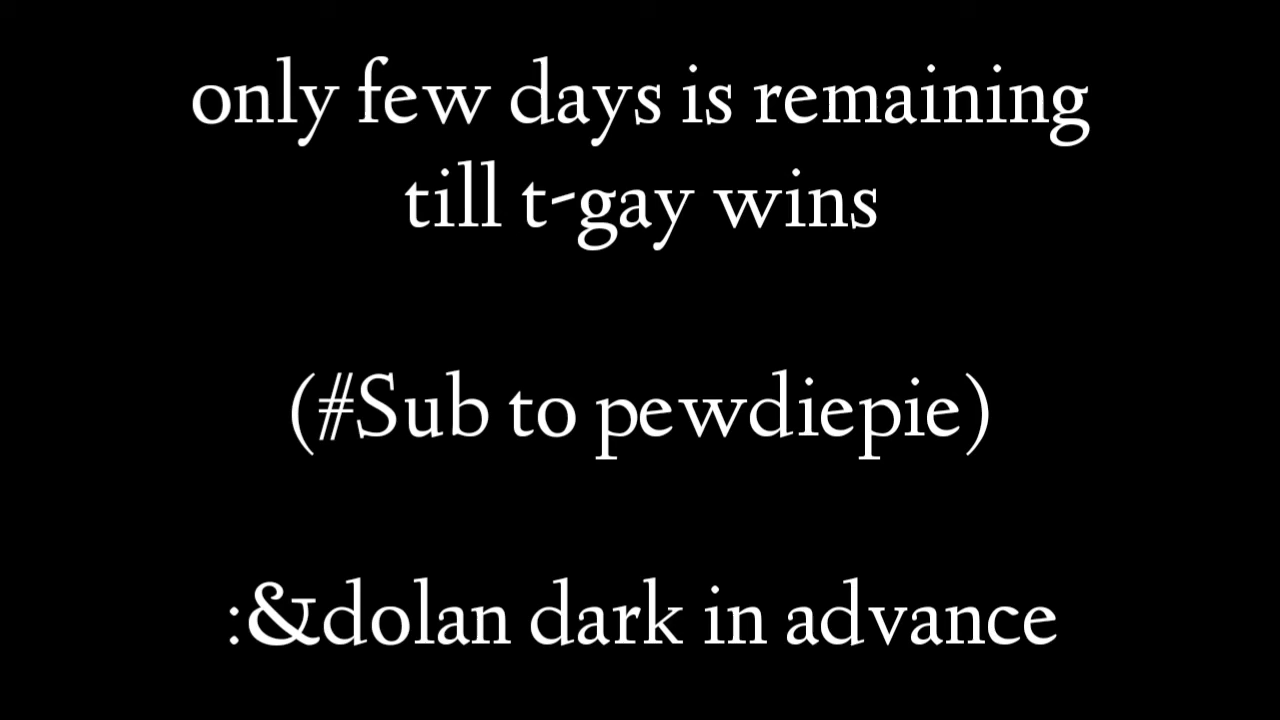 only few days is remaining
till t-gay wins
(#Sub to pewdiepie)
:&dolan dark in advance